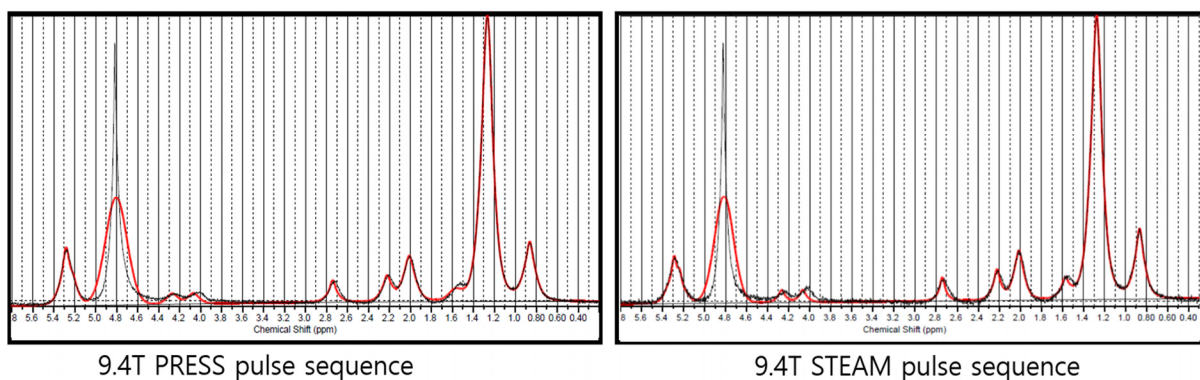 8 5.6 5.4 5.2 5.0 4.8 4.6 4.4 4.2 4.0 3.8 3.6 3.4 3.2 3.0 2.8 2.6 2.4 2.2 2.0 1.8 1.6 1.4 1.2 1.0 0.80 0.60 0.40
Chemical Shift (ppm)
9.4T PRESS pulse sequence
8 5.6 5.4 5.2 5.0 4.8 4.6 4.4 4.2 4.0 3.8 3.6 3.4 3.2 3.0 2.8 2.6 2.4 2.2 2.0 1.8 1.6 1.4 1.2 1.0 0.80 0.60 0.40
Chemical Shift (ppm)
9.4T STEAM pulse sequence